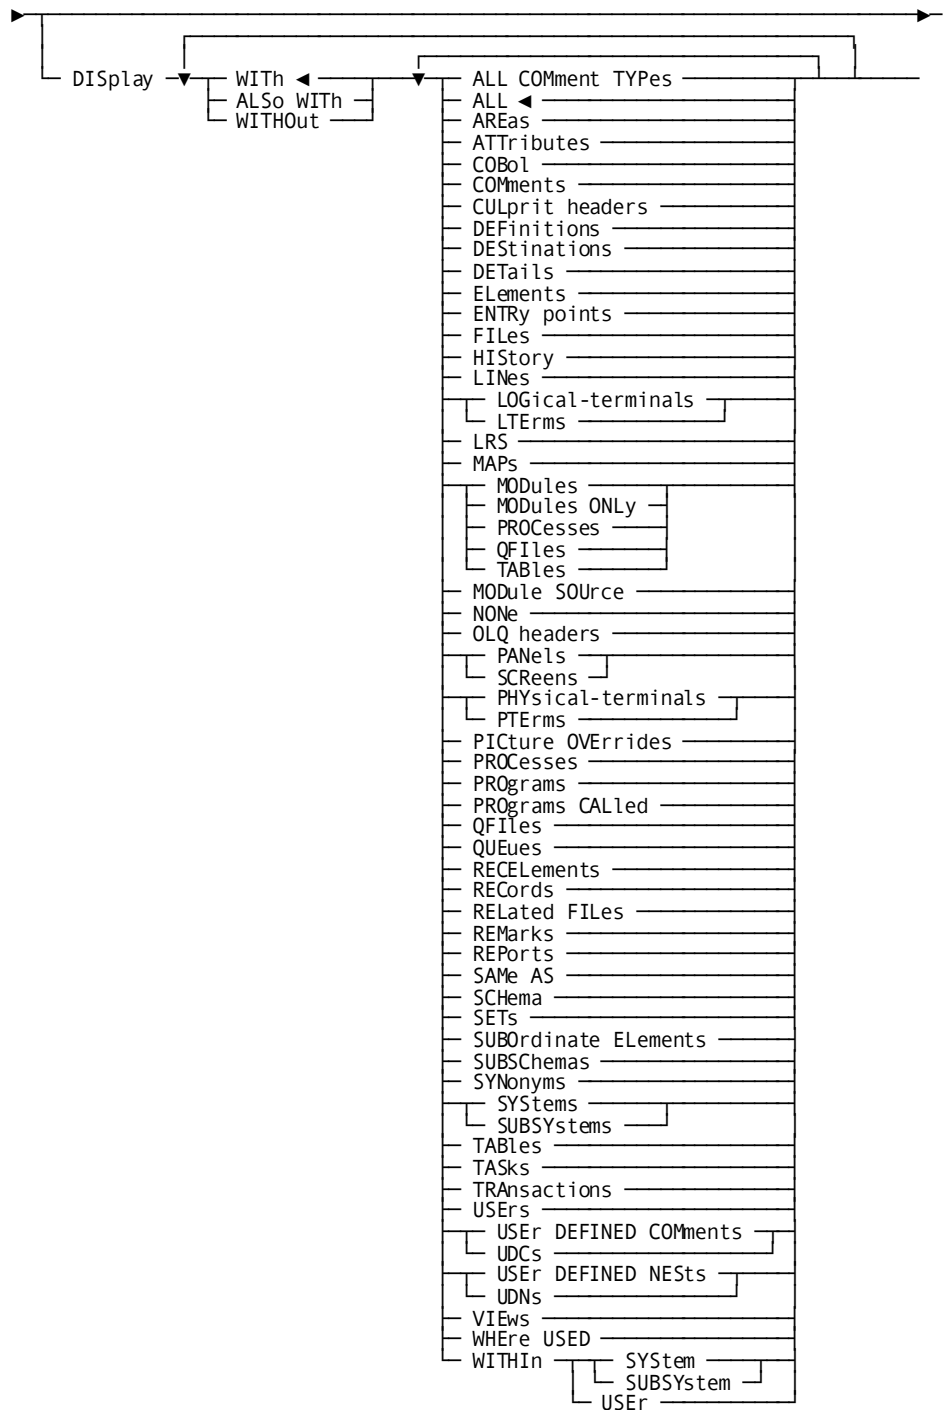 DISplay WITh ALL COMment TYPes
ALSo WITh ALL
WITHOut AREas
ATTributes
COBol
COMments
CULprit headers
DEFinitions
DEStinations
DETails
ELements
ENTRy points
FILes
HIStory
LINes
LOGical-terminals
LTErms
LRS
MAPs
MODules
MODules ONLy
PROCesses
QFIles
TABles
MODule SOUrce
NONe
OLQ headers
PANels
SCReens
PHYsical-terminals
PTErms
PICture OVErrides
PROCesses
PROgrams
PROgrams CALled
QFIles
QUEues
RECELements
RECords
RELated FILes
REMarks
REPorts
SAMe AS
SCHema
SETs
SUBOrdinate ELements
SUBSChemas
SYNonyms
SYStems
SUBSYstems
TABles
TASks
TRAnsactions
USErs
USEr DEFINED COMments
UDCs
USEr DEFINED NESts
UDNs
VIEws
WHEre USED
WITHIn SYStem
SUBSYstem
USEr